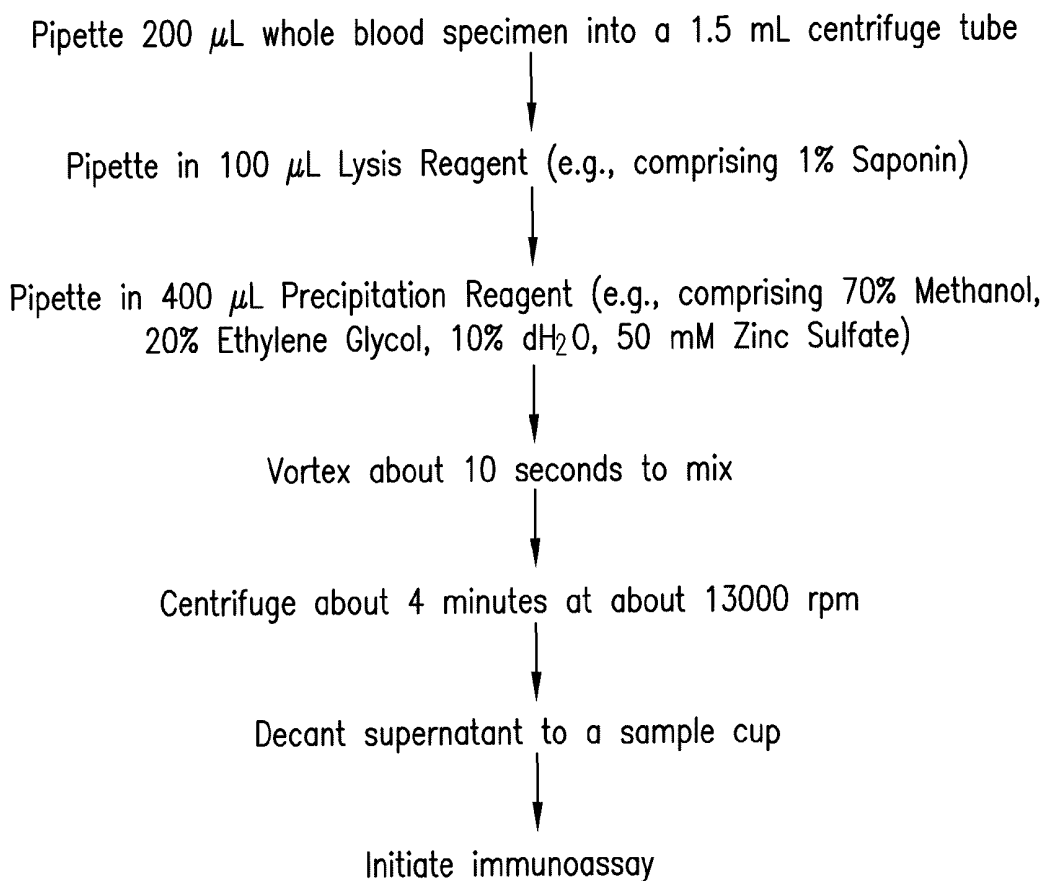 Pipette 200 μL whole blood specimen into a 1.5 mL centrifuge tube
Pipette in 100 μL Lysis Reagent (e.g., comprising 1% Saponin)
Pipette in 400 μL Precipitation Reagent (e.g., comprising 70% Methanol,
20% Ethylene Glycol, 10% dH₂O, 50 mM Zinc Sulfate)
Vortex about 10 seconds to mix
Centrifuge about 4 minutes at about 13000 rpm
Decant supernatant to a sample cup
Initiate immunoassay